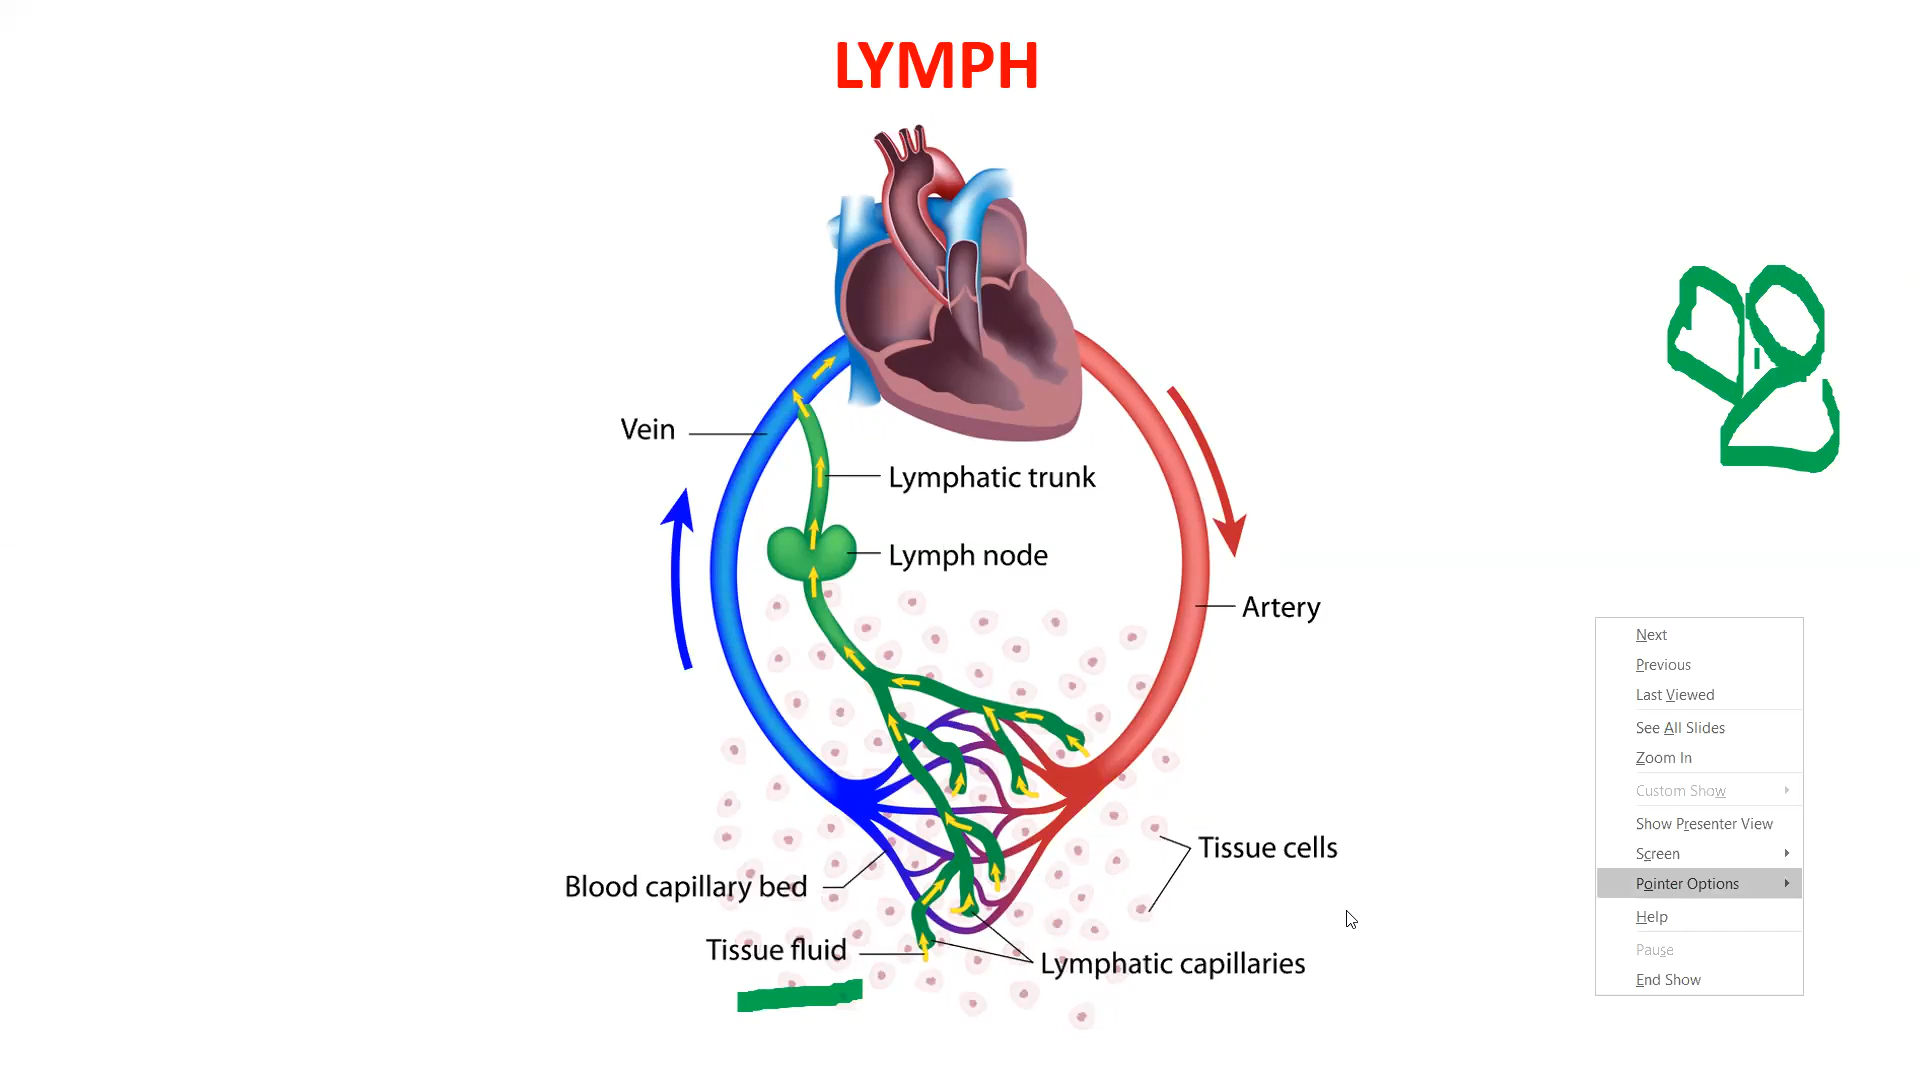 LYMPH
Vein
Lymphatic trunk
Lymph node
Artery
Tissue cells
Blood capillary bed
Tissue fluid
Lymphatic capillaries
Next
Previous
Last Viewed
See All Slides
Zoom In
Custom Show
Show Presenter View
Screen
Pointer Options
Help
Pause
End Show